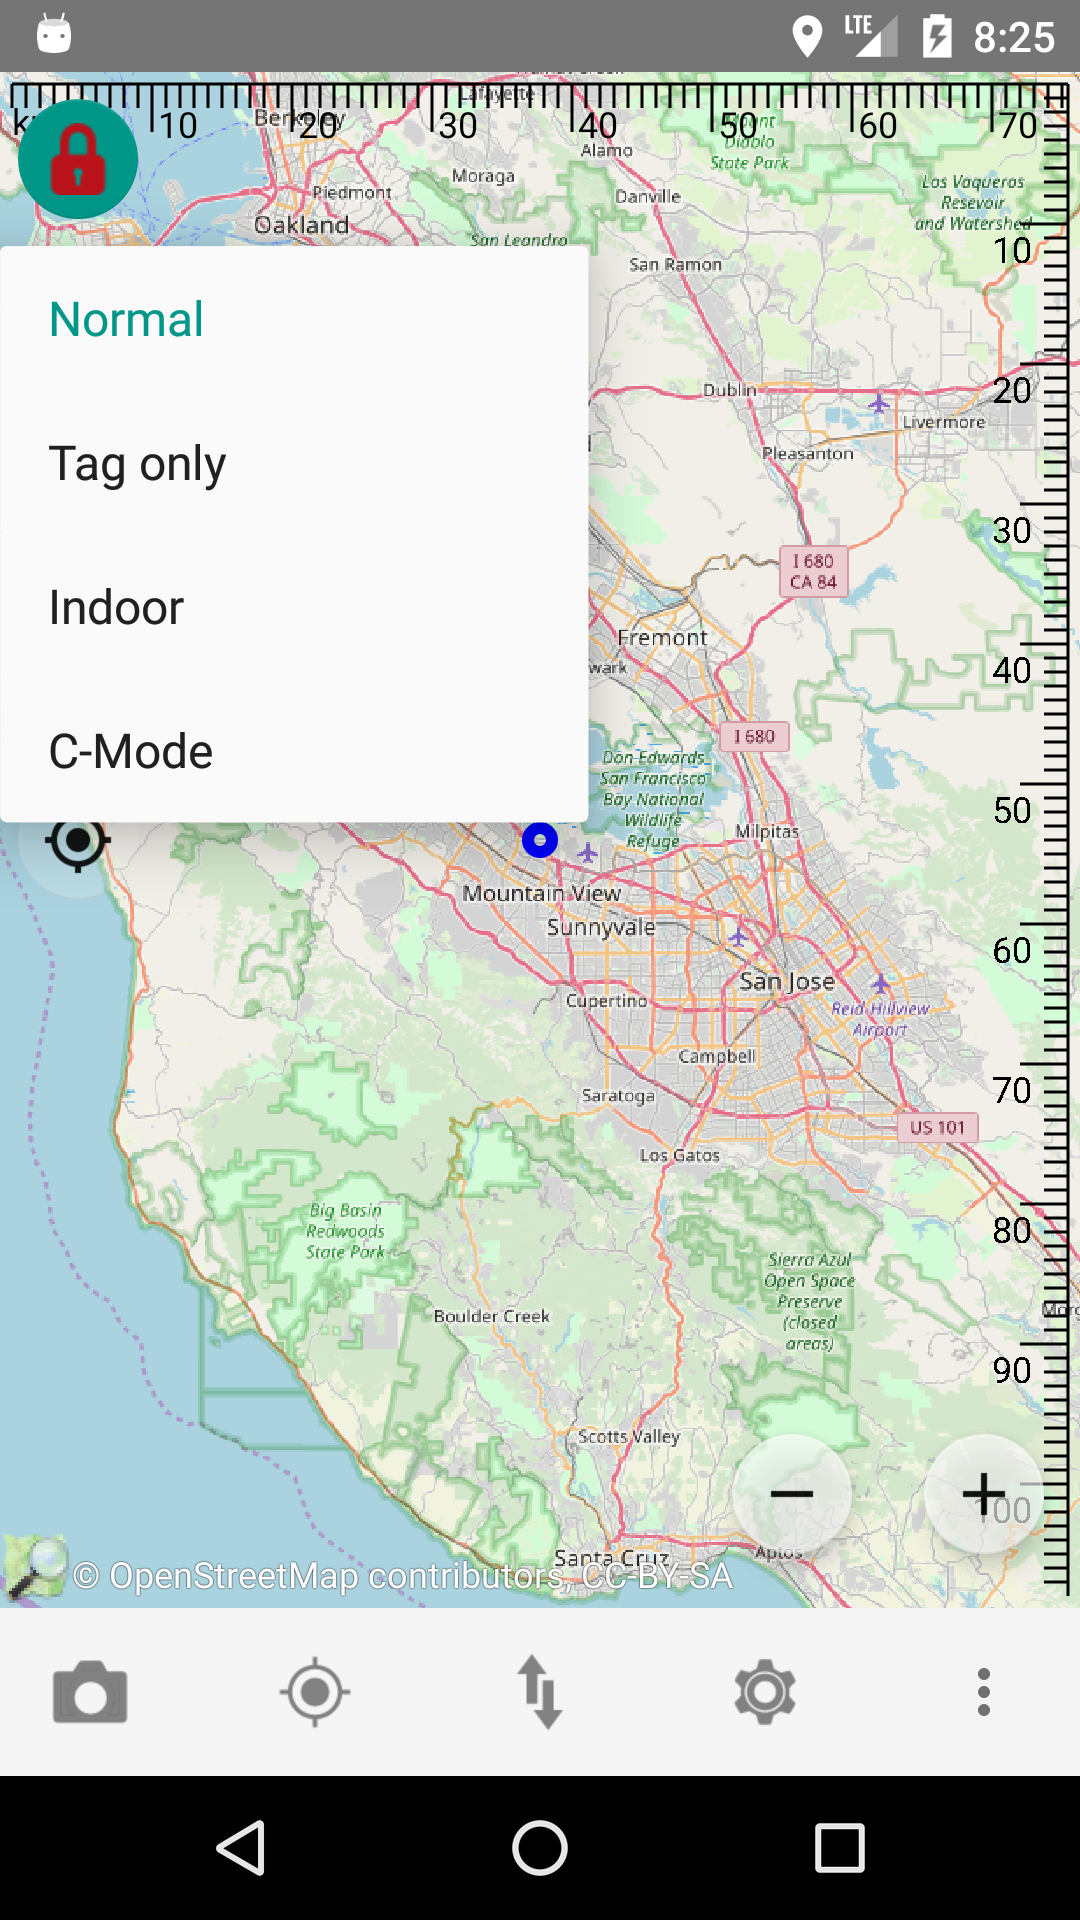 LTE 8:25
10 20 30 40 50 60 70
Lafayette
Berkeley
Mount
Diablo
State Park
Alamo
Moraga
Piedmont
Danville
Los Vaqueros
Resevoir
and Watershed
Oakland
San Leandro
10
San Ramon
Normal
20
Dublin
Livermore
Pleasanton
Tag only
30
I 680
CA 84
Indoor
Fremont
wark
40
I 680
C-Mode
Don Edwards
San Francisco
Bay National
Wildlife
Refuge
50
Milpitas
Mountain View
Sunnyvale
60
San Jose
Cupertino
Reid-Hillview
Airport
Campbell
70
Saratoga
US 101
Los Gatos
Big Basin
Redwoods
State Park
80
Sierra Azul
Open Space
Preserve
(closed
areas)
Boulder Creek
Morg
90
Scotts Valley
100
Santa Cruz
Aptos
© OpenStreetMap contributors, CC-BY-SA